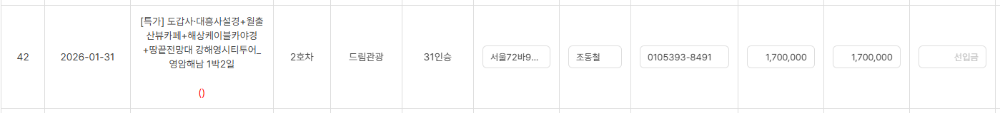 42
2026-01-31
[특가] 도갑사·대흥사설경+월출
산뷰카페+해상케이블카야경
+땅끝전망대 강해영시티투어_
영암해남 1박2일
()
2호차
드림관광
31인승
서울72바9...
조동철
0105393-8491
1,700,000
1,700,000
선입금